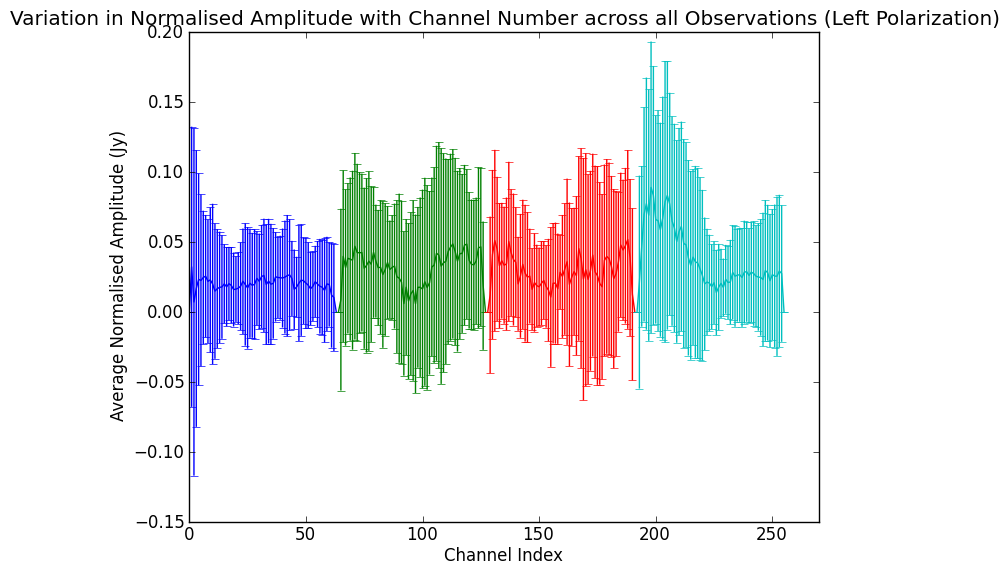 Variation in Normalised Amplitude with Channel Number across all Observations (Left Polarization)
0.20
0.15
0.10
0.05
0.00
−0.05
−0.10
−0.15
Average Normalised Amplitude (Jy)
0 50 100 150 200 250
Channel Index